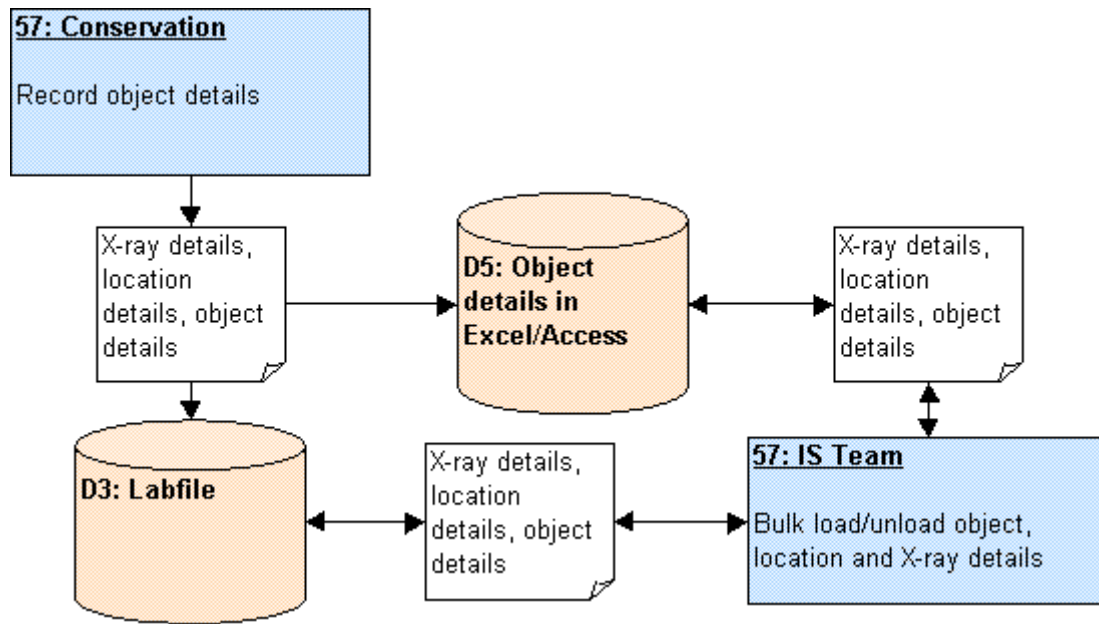 57: Conservation
Record object details
X-ray details,
location
details, object
details
D5: Object
details in
Excel/Access
X-ray details,
location
details, object
details
D3: Labfile
X-ray details,
location
details, object
details
57: IS Team
Bulk load/unload object,
location and X-ray details